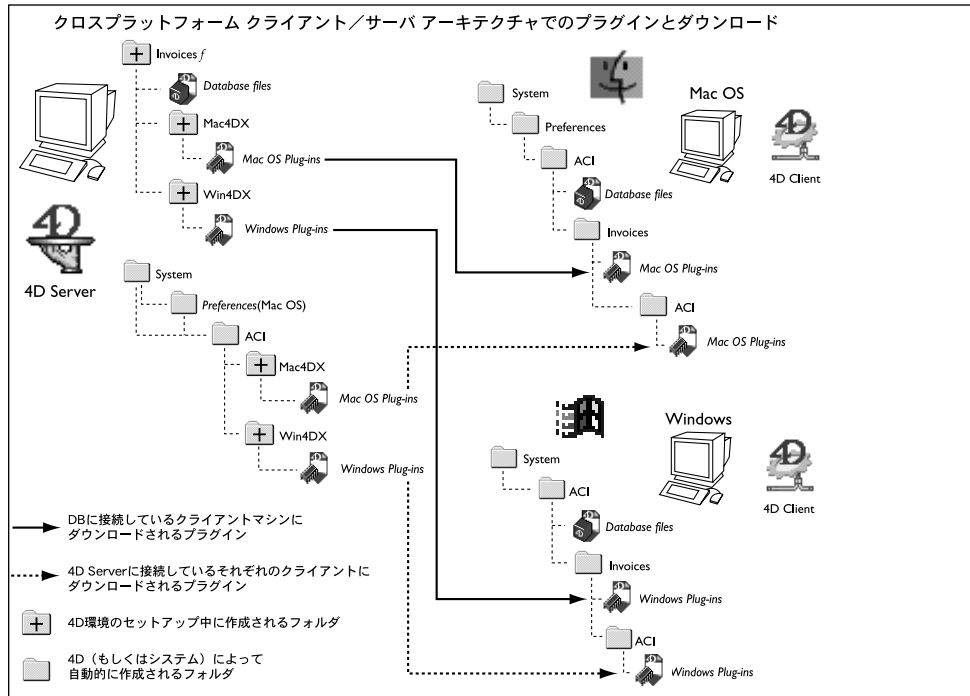 クロスプラットフォーム クライアント／サーバ アーキテクチャでのプラグインとダウンロード
Invoices ƒ
Database files
Mac4DX
Mac OS Plug-ins
Win4DX
Windows Plug-ins
4D Server
System
Preferences(Mac OS)
ACI
Mac4DX
Mac OS Plug-ins
Win4DX
Windows Plug-ins
System
Preferences
ACI
Database files
Invoices
Mac OS Plug-ins
ACI
Mac OS Plug-ins
Mac OS
4D Client
Windows
4D Client
System
ACI
Database files
Invoices
Windows Plug-ins
ACI
Windows Plug-ins
DBに接続しているクライアントマシンに
ダウンロードされるプラグイン
4D Serverに接続しているそれぞれのクライアントに
ダウンロードされるプラグイン
4D環境のセットアップ中に作成されるフォルダ
4D（もしくはシステム）によって
自動的に作成されるフォルダ